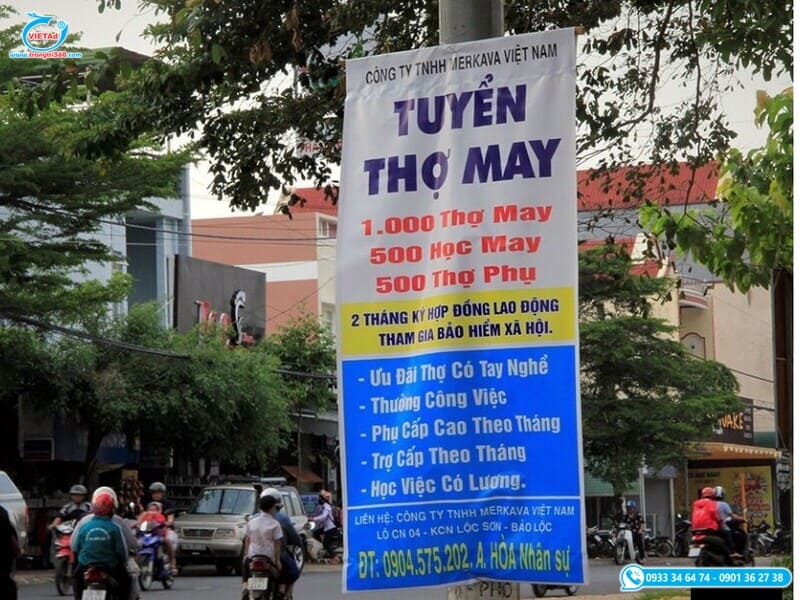 VIETAd
www.trangtri360.com
CÔNG TY TNHH MERKAVA VIỆT NAM
TUYỂN
THỢ MAY
1.000 Thợ May
500 Học May
500 Thợ Phụ
2 THÁNG KÝ HỢP ĐỒNG LAO ĐỘNG
THAM GIA BẢO HIỂM XÃ HỘI.
- Ưu Đãi Thợ Có Tay Nghề
- Thưởng Công Việc
- Phụ Cấp Cao Theo Tháng
- Trợ Cấp Theo Tháng
- Học Việc Có Lương.
LIÊN HỆ: CÔNG TY TNHH MERKAVA VIỆT NAM
LÔ CN 04 - KCN LỘC SƠN - BẢO LỘC
ĐT: 0904.575.202. A. HÒA Nhân sự
0933 34 64 74 - 0901 36 27 38